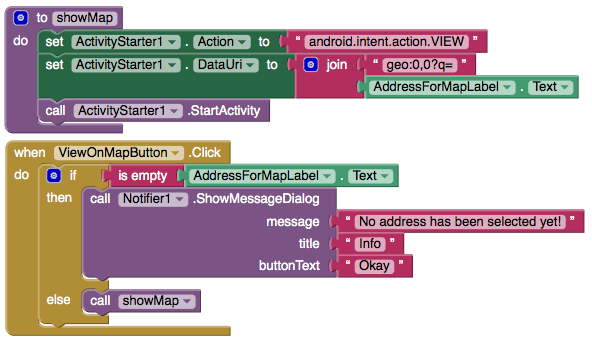 to showMap
do set ActivityStarter1 . Action to “ android.intent.action.VIEW ”
set ActivityStarter1 . DataUri to join “ geo:0,0?q= ”
AddressForMapLabel . Text
call ActivityStarter1 .StartActivity
when ViewOnMapButton .Click
do if is empty AddressForMapLabel . Text
then call Notifier1 .ShowMessageDialog
message “ No address has been selected yet! ”
title “ Info ”
buttonText “ Okay ”
else call showMap